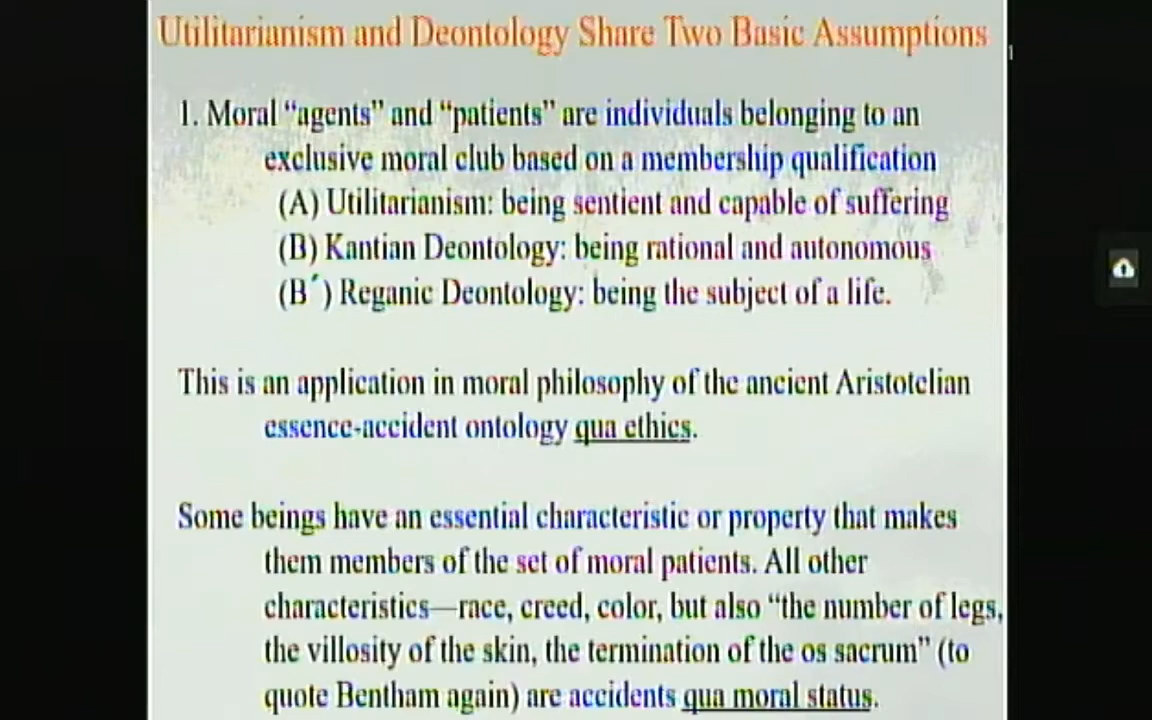 Utilitarianism and Deontology Share Two Basic Assumptions
1. Moral “agents” and “patients” are individuals belonging to an
exclusive moral club based on a membership qualification
(A) Utilitarianism: being sentient and capable of suffering
(B) Kantian Deontology: being rational and autonomous
(B´) Reganic Deontology: being the subject of a life.
This is an application in moral philosophy of the ancient Aristotelian
essence-accident ontology qua ethics.
Some beings have an essential characteristic or property that makes
them members of the set of moral patients. All other
characteristics—race, creed, color, but also “the number of legs,
the villosity of the skin, the termination of the os sacrum” (to
quote Bentham again) are accidents qua moral status.